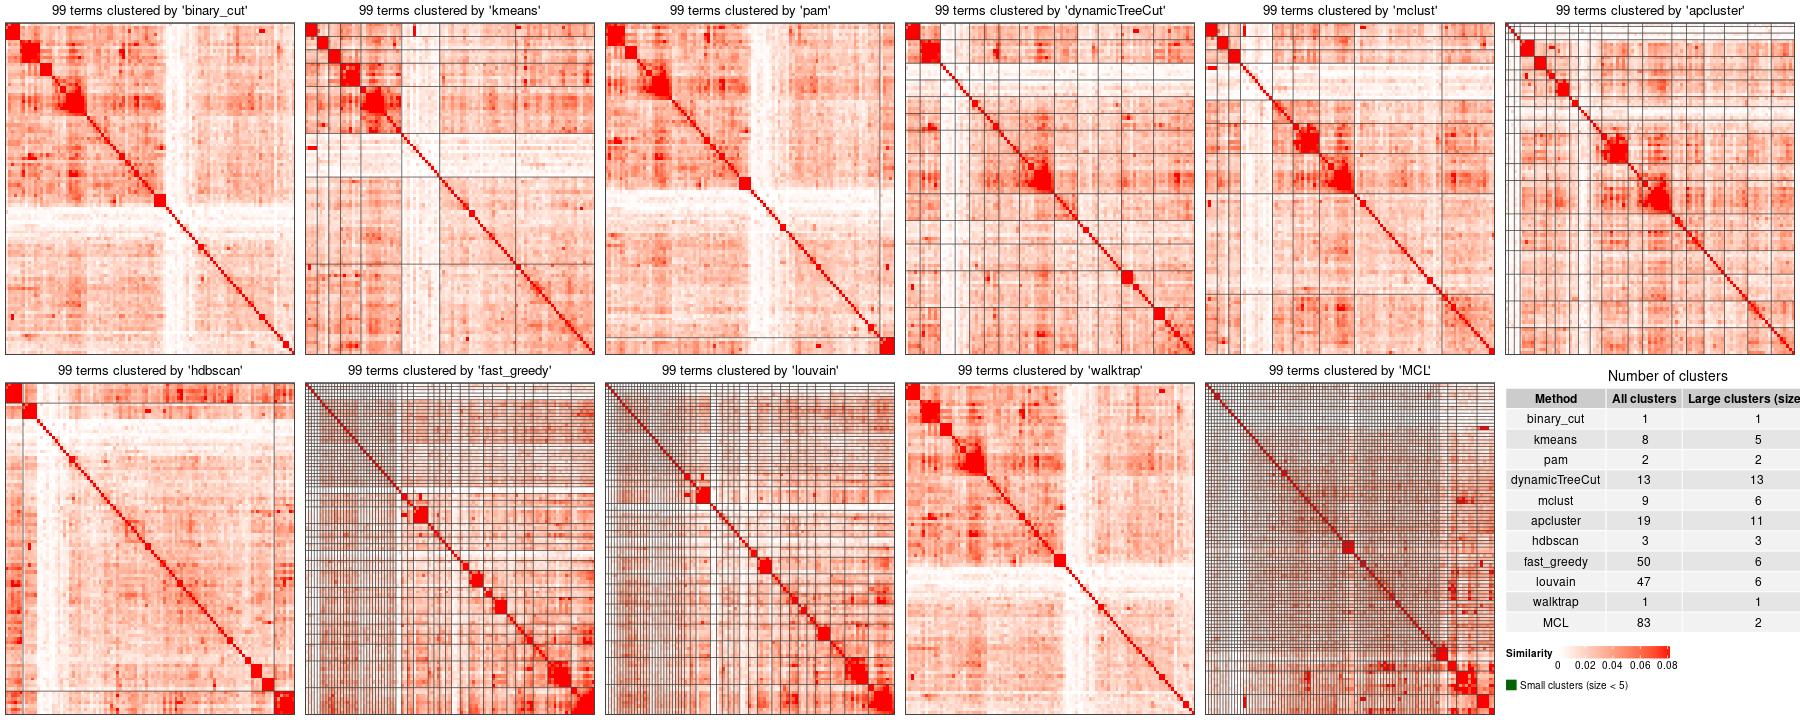 99 terms clustered by 'binary_cut'
99 terms clustered by 'kmeans'
99 terms clustered by 'pam'
99 terms clustered by 'dynamicTreeCut'
99 terms clustered by 'mclust'
99 terms clustered by 'apcluster'
99 terms clustered by 'hdbscan'
99 terms clustered by 'fast_greedy'
99 terms clustered by 'louvain'
99 terms clustered by 'walktrap'
99 terms clustered by 'MCL'
Number of clusters
Method All clusters Large clusters (size
binary_cut 1 1
kmeans 8 5
pam 2 2
dynamicTreeCut 13 13
mclust 9 6
apcluster 19 11
hdbscan 3 3
fast_greedy 50 6
louvain 47 6
walktrap 1 1
MCL 83 2
Similarity
0 0.02 0.04 0.06 0.08
Small clusters (size < 5)